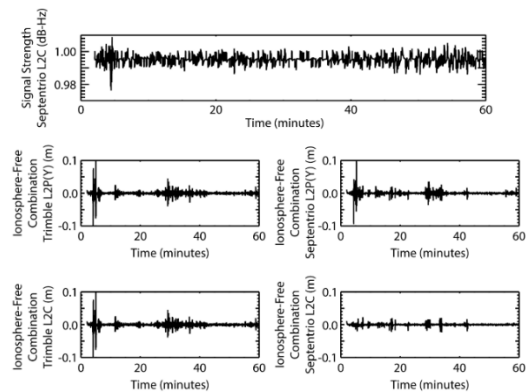 Signal Strength
Septentrio L2C (dB-Hz)
1.00
0.98
0
20
40
60
Time (minutes)
Ionosphere-Free
Combination
Trimble L2P(Y) (m)
0.1
0.0
-0.1
0
20
40
60
Time (minutes)
Ionosphere-Free
Combination
Septentrio L2P(Y) (m)
0.1
0.0
-0.1
0
20
40
60
Time (minutes)
Ionosphere-Free
Combination
Trimble L2C (m)
0.1
0.0
0.1
0
20
40
60
Time (minutes)
Ionosphere-Free
Combination
Septentrio L2C (m)
0.1
0.0
-0.1
0
20
40
60
Time (minutes)